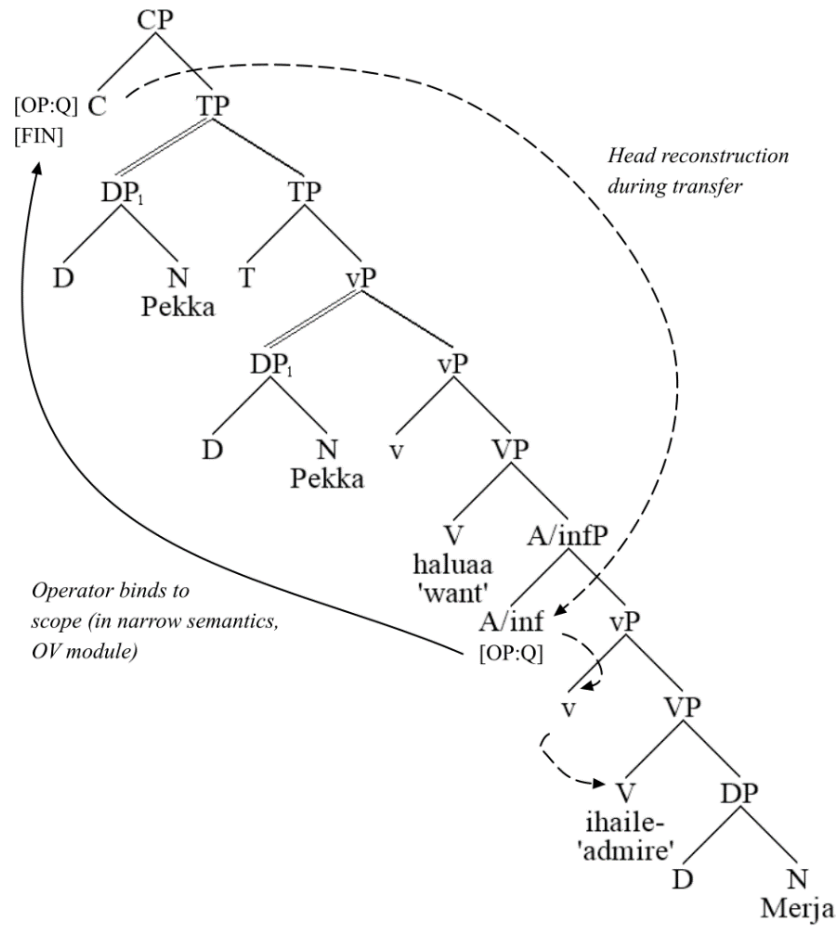 CP
[OP:Q] C TP
[FIN]
Head reconstruction
during transfer
DP₁ TP
D N T vP
Pekka
DP₁ vP
D N v VP
Pekka
V A/infP
haluaa
'want'
Operator binds to
scope (in narrow semantics,
OV module)
A/inf vP
[OP:Q]
v VP
V DP
ihaile-
'admire'
D N
Merja